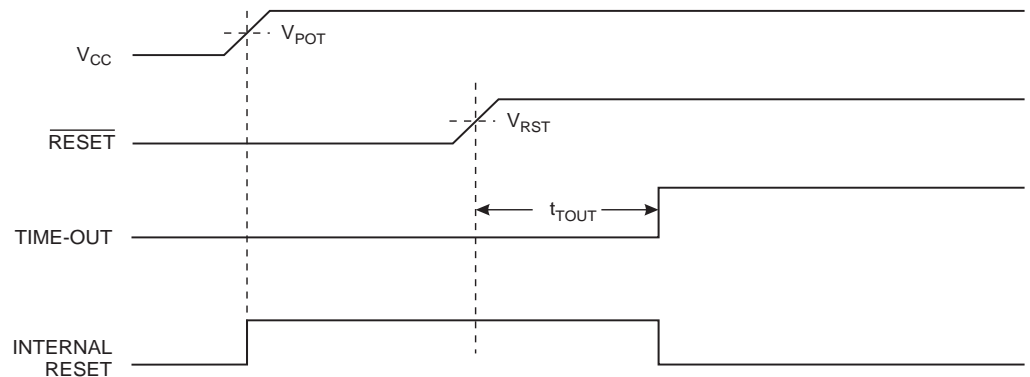 V_POT
V_CC
V_RST
RESET
t_TOUT
TIME-OUT
INTERNAL
RESET